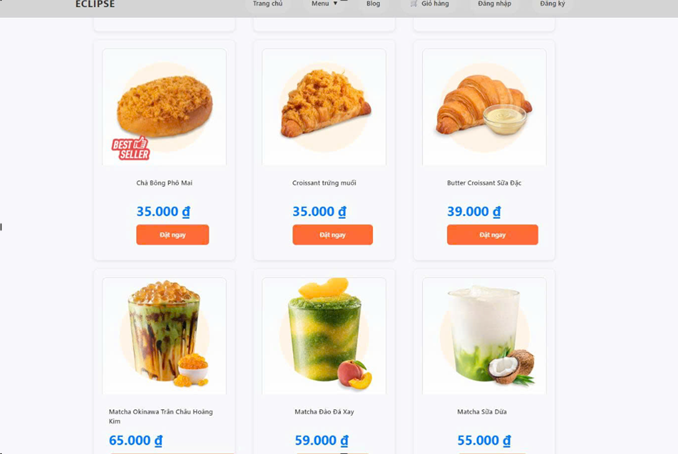 ECLIPSE
Trang chủ Menu ▼ Blog 🛒 Giỏ hàng Đăng nhập Đăng ký
BEST
SELLER
Chà Bông Phô Mai
35.000 ₫
Đặt ngay
Croissant trứng muối
35.000 ₫
Đặt ngay
Butter Croissant Sữa Đặc
39.000 ₫
Đặt ngay
Matcha Okinawa Trân Châu Hoàng
Kim
65.000 ₫
Matcha Đào Đá Xay
59.000 ₫
Matcha Sữa Dừa
55.000 ₫